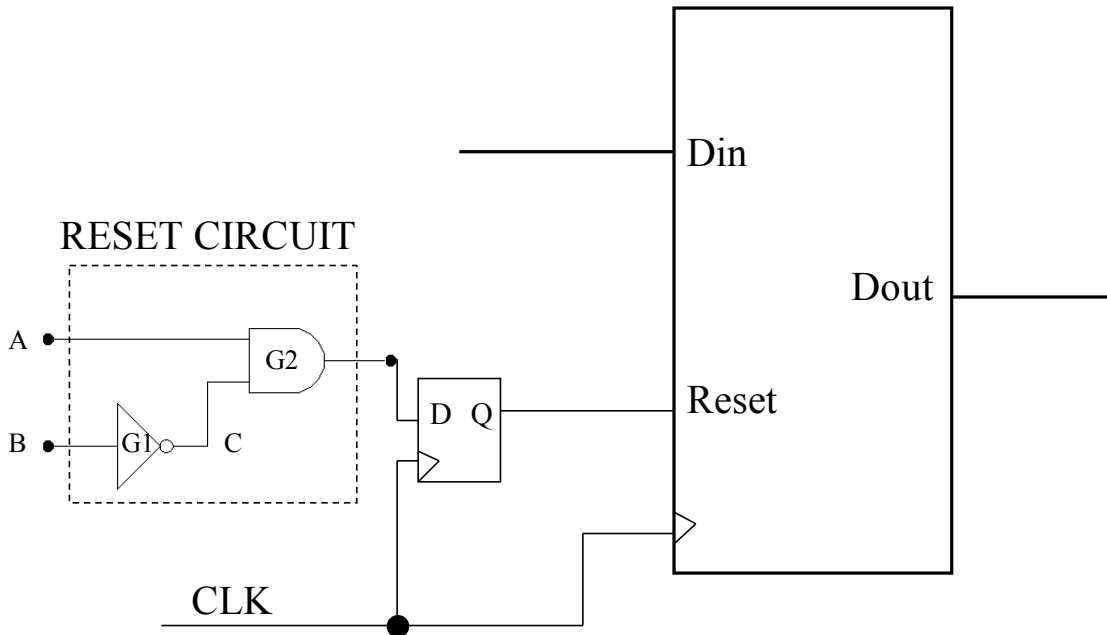 Din
RESET CIRCUIT
Dout
A
G2
Reset
D Q
B
G1
C
CLK